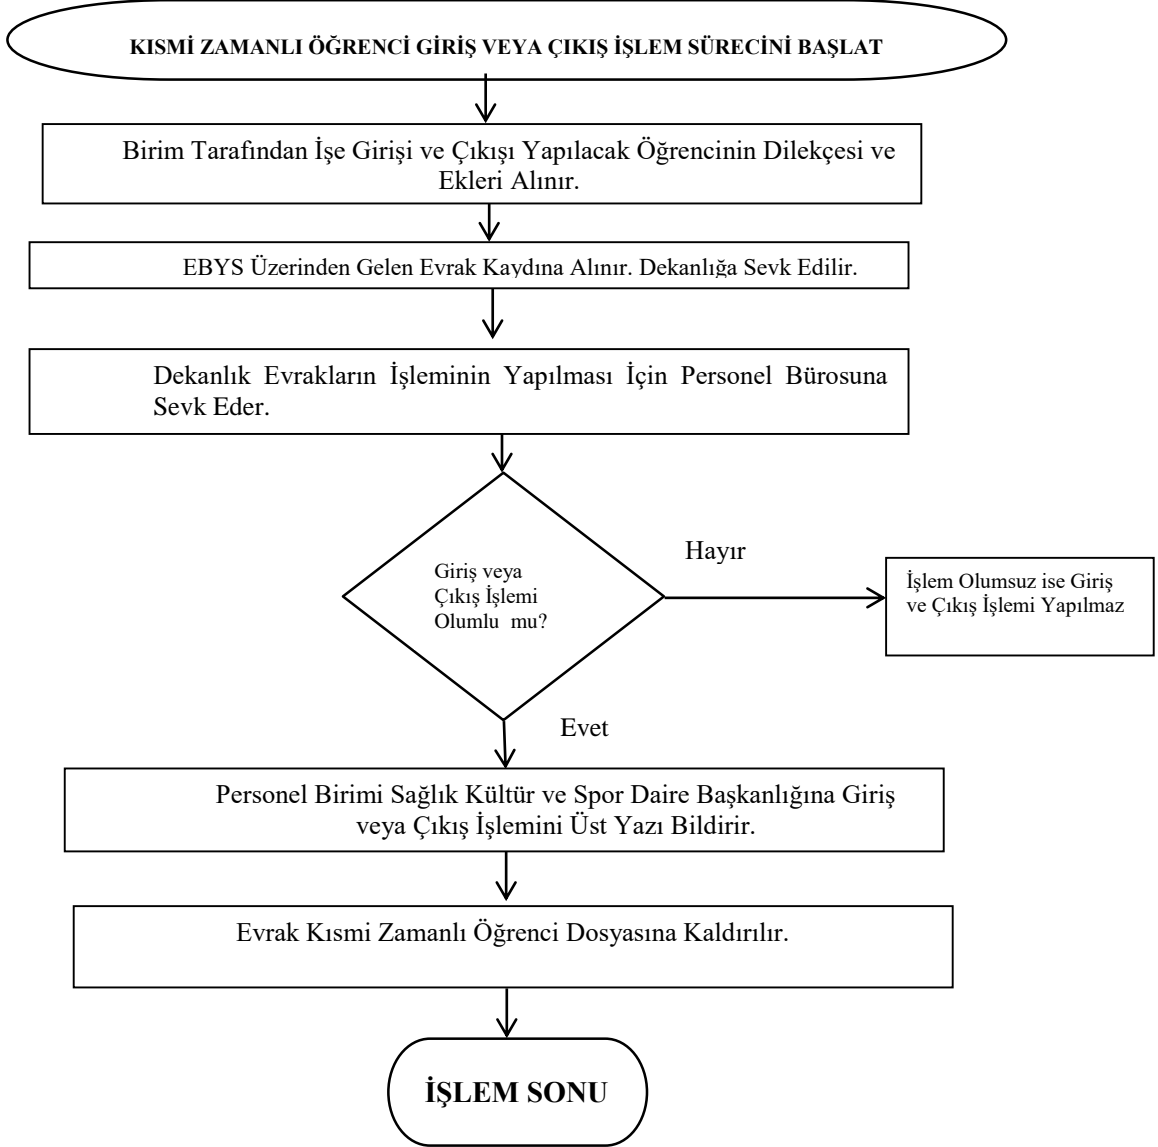 KISMİ ZAMANLI ÖĞRENCİ GİRİŞ VEYA ÇIKIŞ İŞLEM SÜRECİNİ BAŞLAT
Birim Tarafından İşe Girişi ve Çıkışı Yapılacak Öğrencinin Dilekçesi ve
Ekleri Alınır.
EBYS Üzerinden Gelen Evrak Kaydına Alınır. Dekanlığa Sevk Edilir.
Dekanlık Evrakların İşleminin Yapılması İçin Personel Bürosuna
Sevk Eder.
Giriş veya
Çıkış İşlemi
Olumlu mu?
Hayır
İşlem Olumsuz ise Giriş
ve Çıkış İşlemi Yapılmaz
Evet
Personel Birimi Sağlık Kültür ve Spor Daire Başkanlığına Giriş
veya Çıkış İşlemini Üst Yazı Bildirir.
Evrak Kısmi Zamanlı Öğrenci Dosyasına Kaldırılır.
İŞLEM SONU